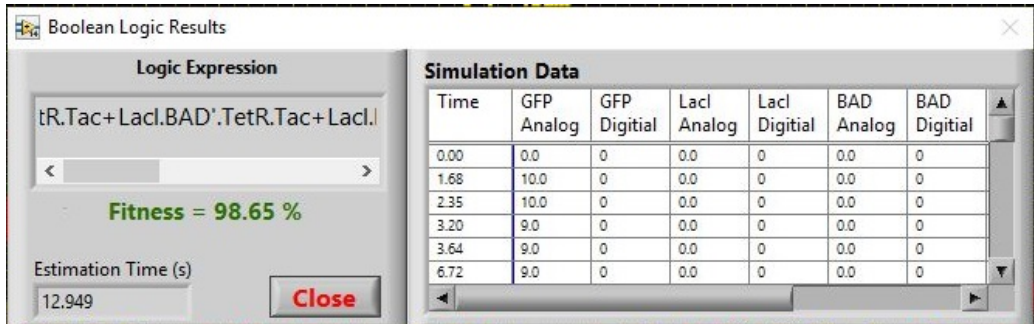 Boolean Logic Results
Logic Expression
tR.Tac+LacI.BAD'.TetR.Tac+LacI.
Fitness = 98.65 %
Estimation Time (s)
12.949
Close
Simulation Data
Time GFP Analog GFP Digitial LacI Analog LacI Digitial BAD Analog BAD Digitial
0.00 0.0 0 0.0 0 0.0 0
1.68 10.0 0 0.0 0 0.0 0
2.35 10.0 0 0.0 0 0.0 0
3.20 9.0 0 0.0 0 0.0 0
3.64 9.0 0 0.0 0 0.0 0
6.72 9.0 0 0.0 0 0.0 0